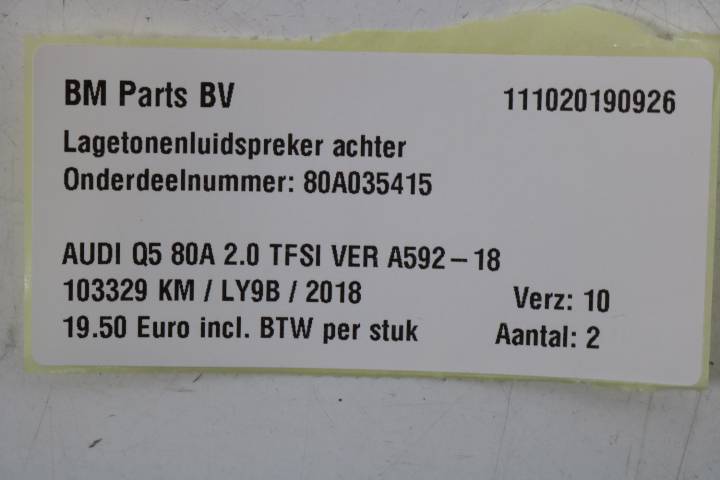 BM Parts BV 111020190926
Lagetonenluidspreker achter
Onderdeelnummer: 80A035415
AUDI Q5 80A 2.0 TFSI VER A592-18
103329 KM / LY9B / 2018 Verz: 10
19.50 Euro incl. BTW per stuk Aantal: 2